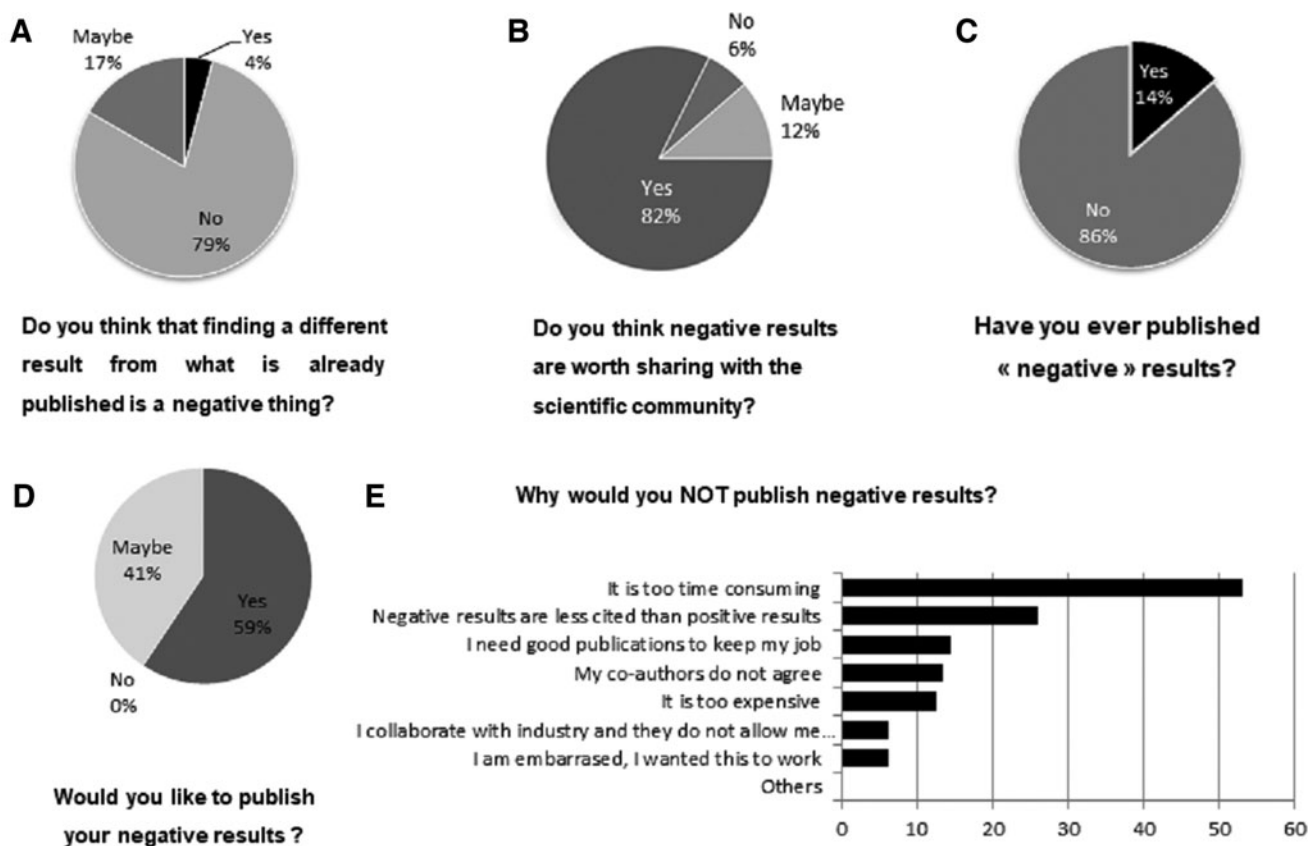 A
Maybe
17%
Yes
4%
No
79%
Do you think that finding a different
result from what is already
published is a negative thing?
B
No
6%
Maybe
12%
Yes
82%
Do you think negative results
are worth sharing with the
scientific community?
C
Yes
14%
No
86%
Have you ever published
« negative » results?
D
Maybe
41%
Yes
59%
No
0%
Would you like to publish
your negative results ?
E
Why would you NOT publish negative results?
It is too time consuming
Negative results are less cited than positive results
I need good publications to keep my job
My co-authors do not agree
It is too expensive
I collaborate with industry and they do not allow me...
I am embarrased, I wanted this to work
Others
0 10 20 30 40 50 60